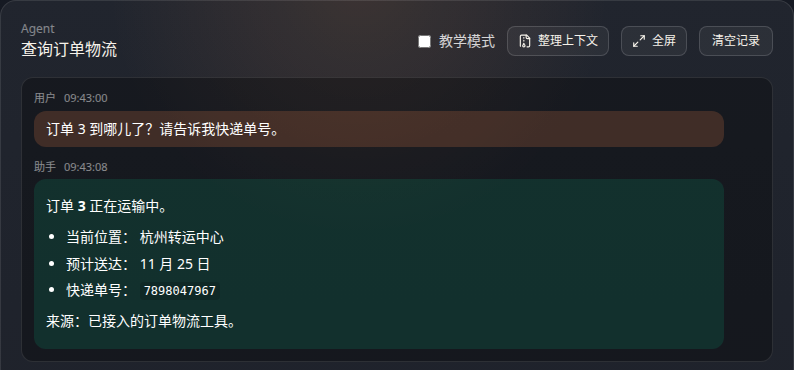 Agent
查询订单物流
教学模式
整理上下文
全屏
清空记录
用户 09:43:00
订单 3 到哪儿了？请告诉我快递单号。
助手 09:43:08
订单 3 正在运输中。
当前位置： 杭州转运中心
预计送达： 11 月 25 日
快递单号： 7898047967
来源：已接入的订单物流工具。